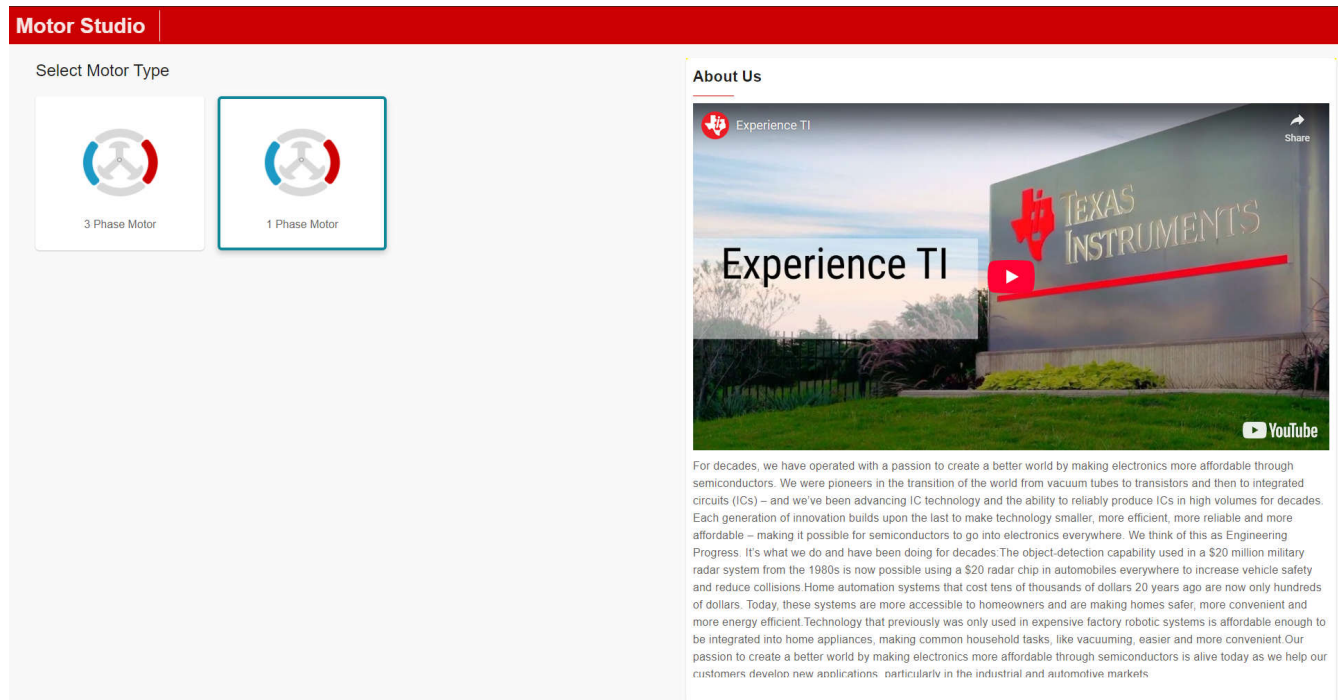 Motor Studio
Select Motor Type
3 Phase Motor
1 Phase Motor
About Us
Experience TI
Share
TEXAS
INSTRUMENTS
Experience TI
YouTube
For decades, we have operated with a passion to create a better world by making electronics more affordable through
semiconductors. We were pioneers in the transition of the world from vacuum tubes to transistors and then to integrated
circuits (ICs) – and we've been advancing IC technology and the ability to reliably produce ICs in high volumes for decades.
Each generation of innovation builds upon the last to make technology smaller, more efficient, more reliable and more
affordable – making it possible for semiconductors to go into electronics everywhere. We think of this as Engineering
Progress. It's what we do and have been doing for decades:The object-detection capability used in a $20 million military
radar system from the 1980s is now possible using a $20 radar chip in automobiles everywhere to increase vehicle safety
and reduce collisions.Home automation systems that cost tens of thousands of dollars 20 years ago are now only hundreds
of dollars. Today, these systems are more accessible to homeowners and are making homes safer, more convenient and
more energy efficient.Technology that previously was only used in expensive factory robotic systems is affordable enough to
be integrated into home appliances, making common household tasks, like vacuuming, easier and more convenient.Our
passion to create a better world by making electronics more affordable through semiconductors is alive today as we help our
customers develop new applications, particularly in the industrial and automotive markets